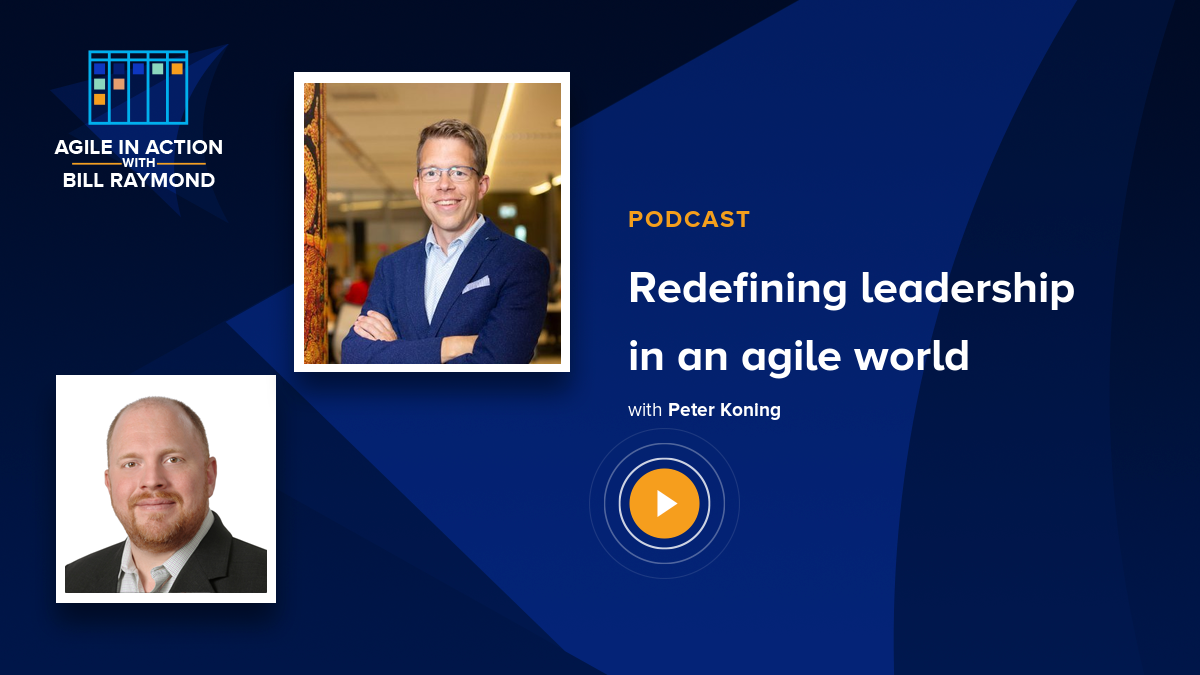 AGILE IN ACTION
WITH
BILL RAYMOND
PODCAST
Redefining leadership
in an agile world
with Peter Koning